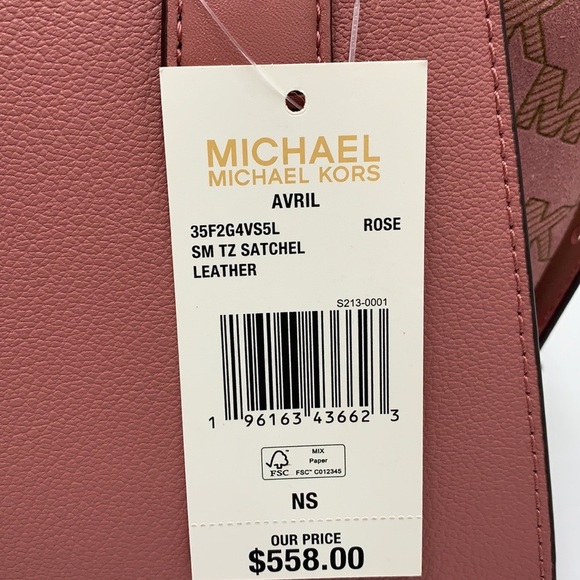 MICHAEL
MICHAEL KORS
AVRIL
35F2G4VS5L ROSE
SM TZ SATCHEL
LEATHER
S213-0001
1 96163 43662 3
FSC
MIX
Paper
FSC™ C012345
NS
OUR PRICE
$558.00